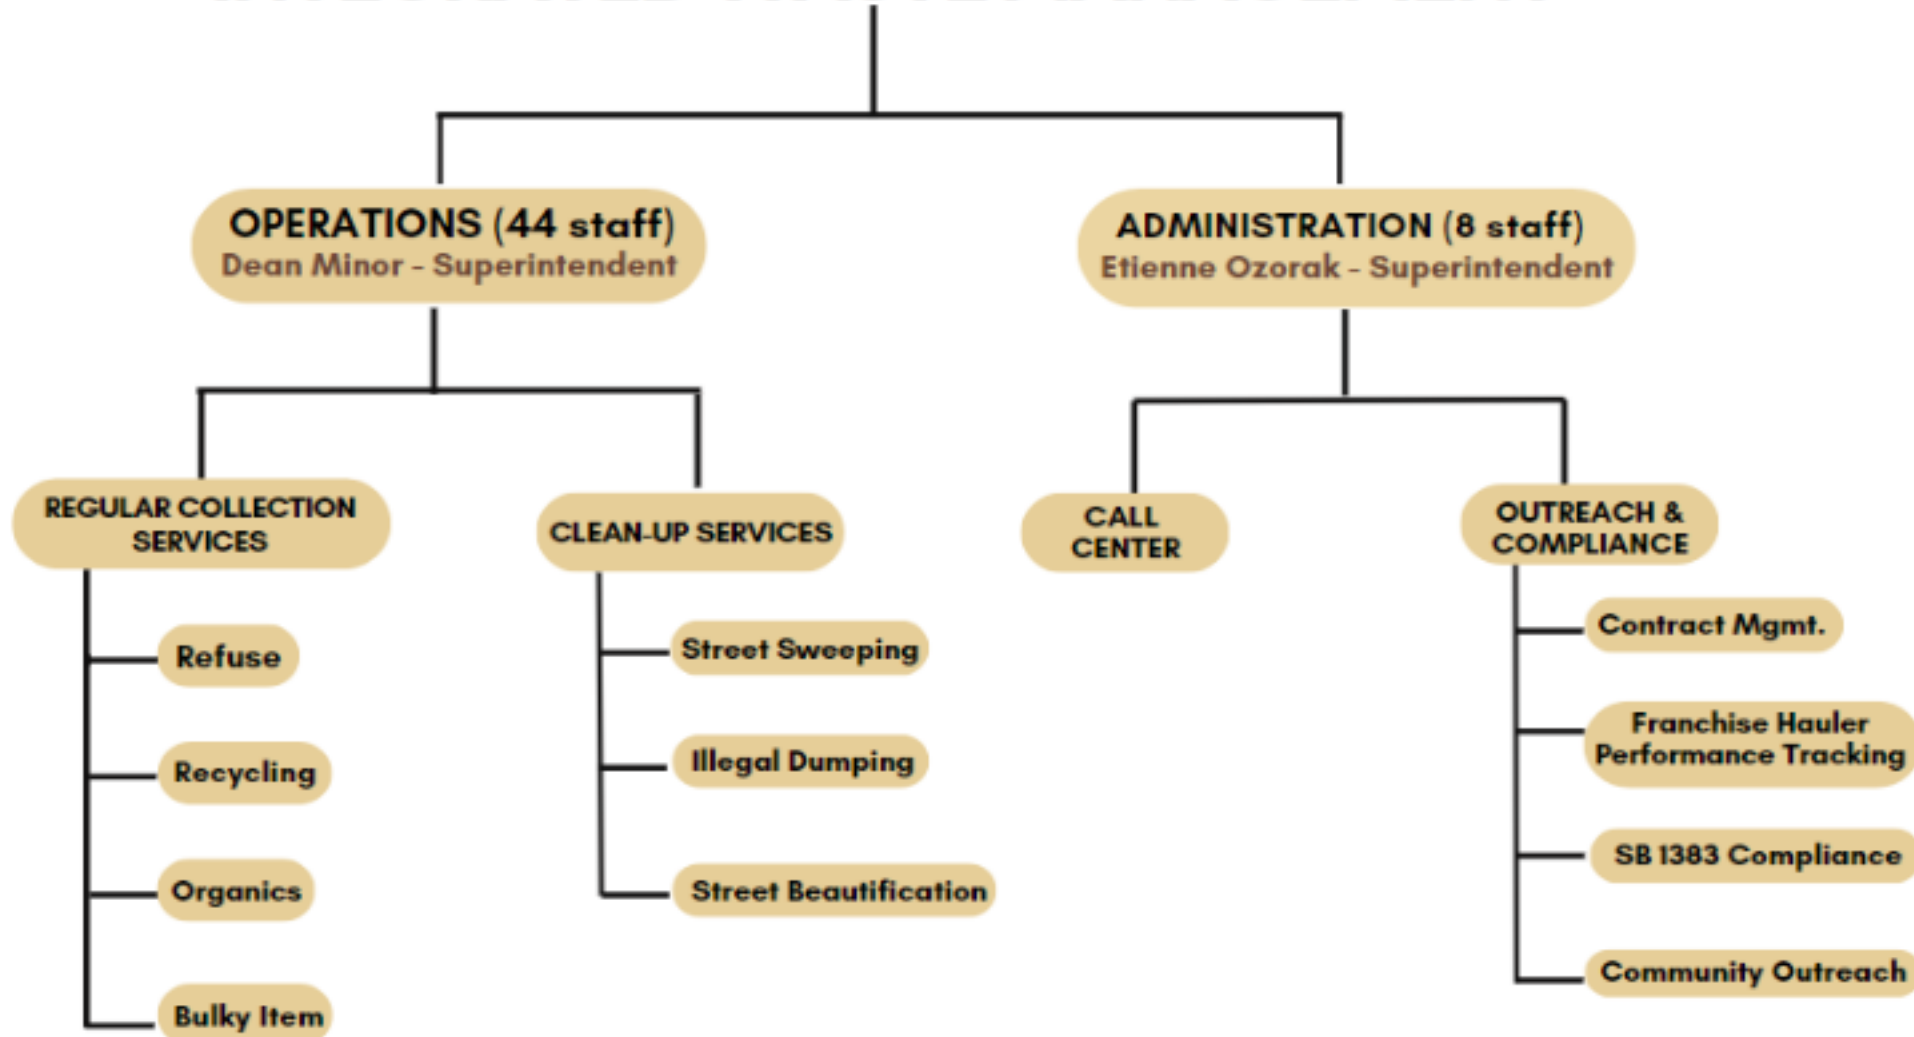 OPERATIONS (44 staff)
Dean Minor - Superintendent
ADMINISTRATION (8 staff)
Etienne Ozorak - Superintendent
REGULAR COLLECTION
SERVICES
Refuse
Recycling
Organics
Bulky Item
CLEAN-UP SERVICES
Street Sweeping
Illegal Dumping
Street Beautification
CALL
CENTER
OUTREACH &
COMPLIANCE
Contract Mgmt.
Franchise Hauler
Performance Tracking
SB 1383 Compliance
Community Outreach